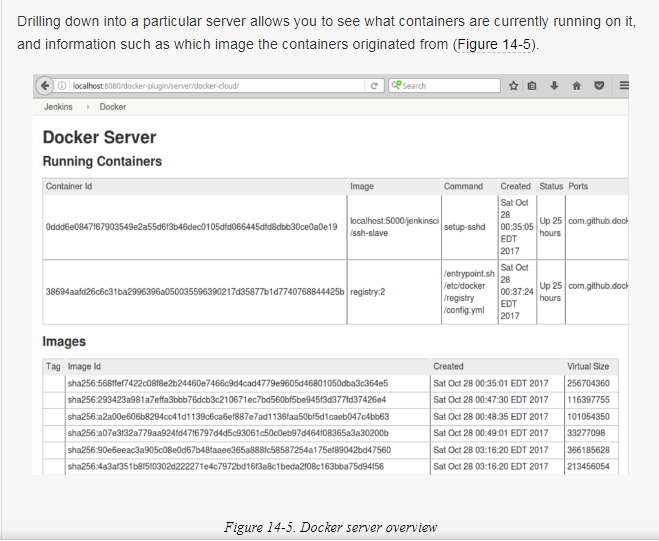 Drilling down into a particular server allows you to see what containers are currently running on it,
and information such as which image the containers originated from (Figure 14-5).
localhost:8080/docker-plugin/server/docker-cloud/
Search
Jenkins
Docker
Docker Server
Running Containers
Container Id Image Command Created Status Ports
0ddd6e0847f67903549e2a55d6f3b46dec0105dfd066445dfd8dbb30ce0a0e19
localhost:5000/jenkinsci
/ssh-slave
setup-sshd
Sat Oct
28
00:35:05
EDT
2017
Up 25
hours
com.github.dock
38694aafd26c6c31ba2996396a050035596390217d35877b1d7740768844425b
registry:2
/entrypoint.sh
/etc/docker
/registry
/config.yml
Sat Oct
28
00:37:24
EDT
2017
Up 25
hours
com.github.dock
Images
Tag Image Id Created Virtual Size
sha256:568ffef7422c08f8e2b24460e7466c9d4cad4779e9605d46801050dba3c364e5 Sat Oct 28 00:35:01 EDT 2017 256704360
sha256:293423a981a7effa3bbb76dcb3c210671ec7bd560bf5be945f3d377fd37426e4 Sat Oct 28 00:47:30 EDT 2017 116397755
sha256:a2a00e606b8294cc41d1139c6ca6ef887e7ad1136faa50bf5d1caeb047c4bb63 Sat Oct 28 00:48:35 EDT 2017 101054350
sha256:a07e3f32a779aa924fd47f6797d4d5c93061c50c0eb97d464f08365a3a30200b Sat Oct 28 00:49:01 EDT 2017 33277098
sha256:90e6eeac3a905c08e0d67b48faaee365a888fc58587254a175ef89042bd47560 Sat Oct 28 03:16:20 EDT 2017 366185628
sha256:4a3af351b8f5f0302d222271e4c7972bd16f3a8c1beda2f08c163bba75d94f56 Sat Oct 28 03:16:20 EDT 2017 213456054
Figure 14-5. Docker server overview